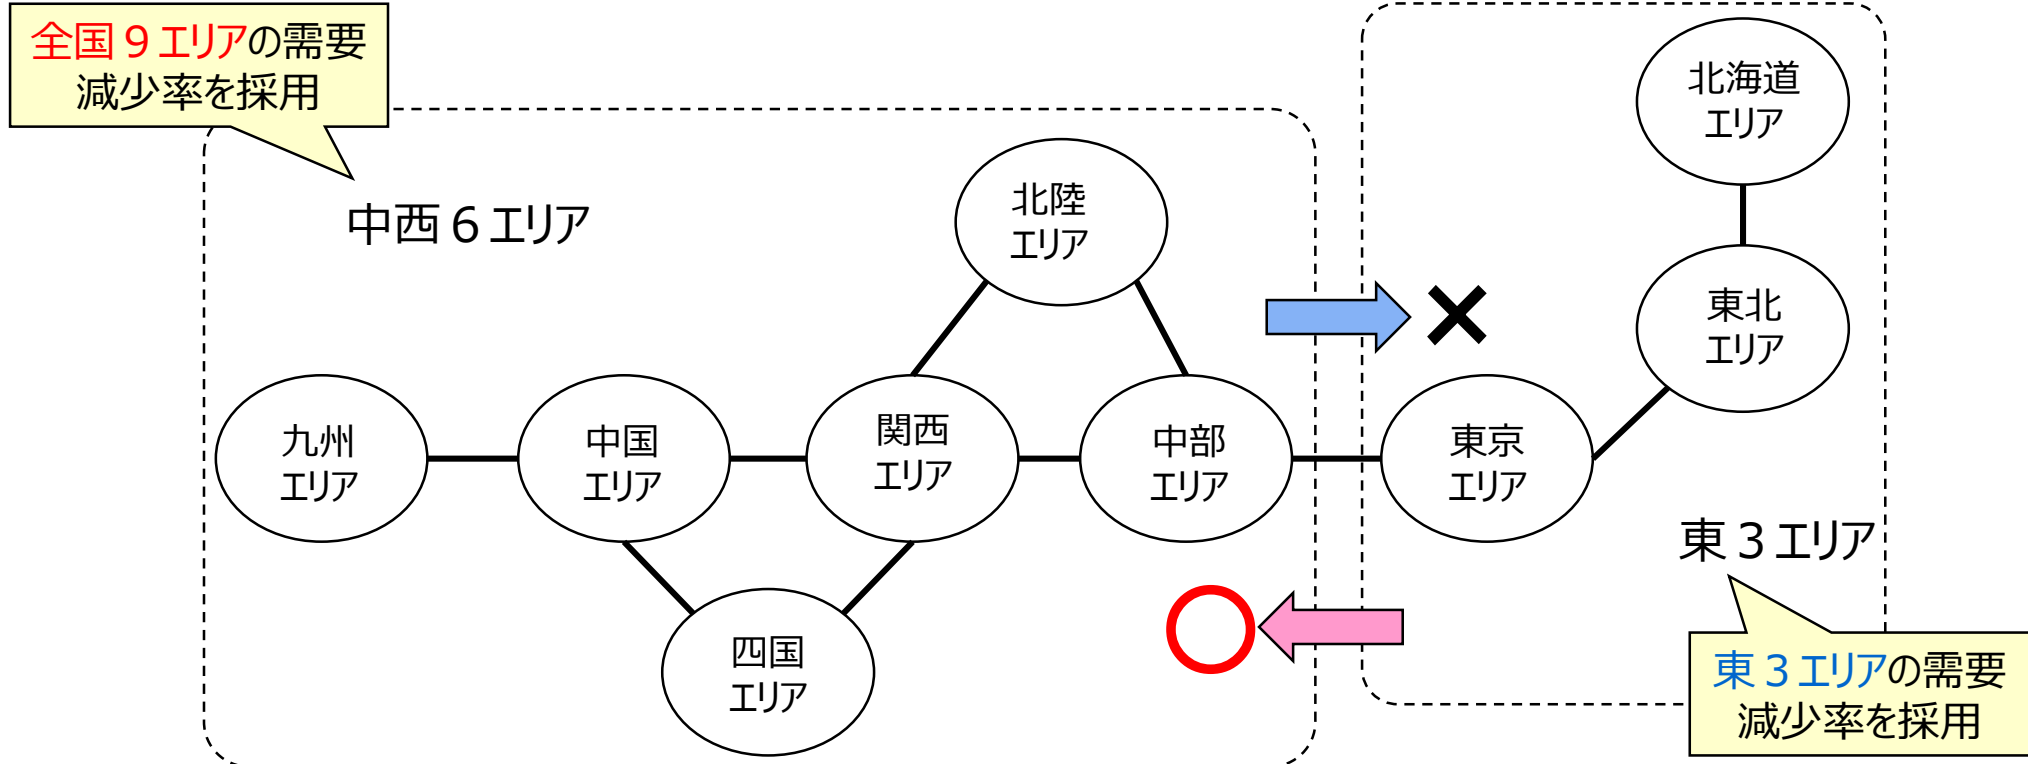 全国９エリアの需要
減少率を採用
中西６エリア
北海道
エリア
北陸
エリア
東北
エリア
九州
エリア
中国
エリア
関西
エリア
中部
エリア
東京
エリア
四国
エリア
東３エリア
東３エリアの需要
減少率を採用